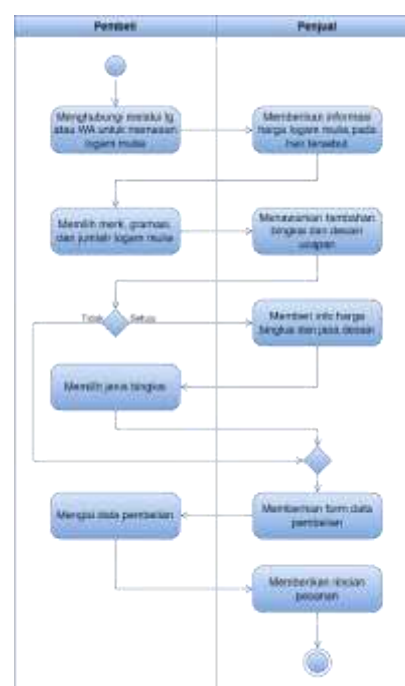 Pembeli
Penjual
Menghubungi melalui Ig
atau WA untuk memesan
logam mulia
Memberikan informasi
harga logam mulia pada
hari tersebut
Memilih merk, gramasi,
dan jumlah logam mulia
Menawarkan tambahan
bingkai dan desain
ucapan
Tidak
Setuju
Memberi info harga
bingkai dan jasa desain
Memilih jenis bingkai
Memberikan form data
pembelian
Mengisi data pembelian
Memberikan rincian
pesanan